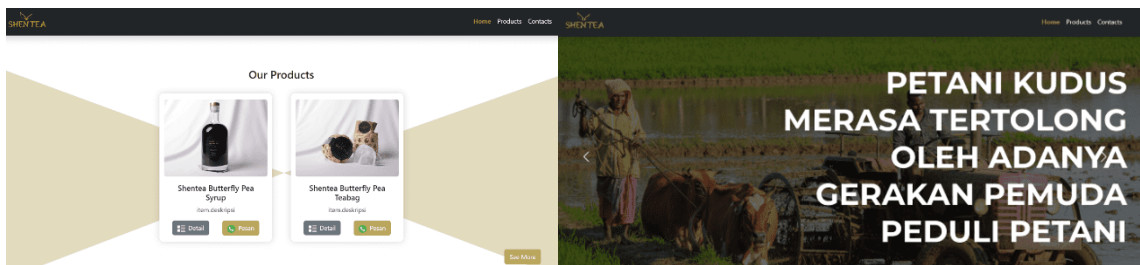 SHENTEA
Home Products Contacts
Our Products
Shentea Butterfly Pea
Syrup
item.deskripsi
Detail
Pesan
Shentea Butterfly Pea
Teabag
item.deskripsi
Detail
Pesan
See More
SHENTEA
Home Products Contacts
PETANI KUDUS
MERASA TERTOLONG
OLEH ADANYA
GERAKAN PEMUDA
PEDULI PETANI